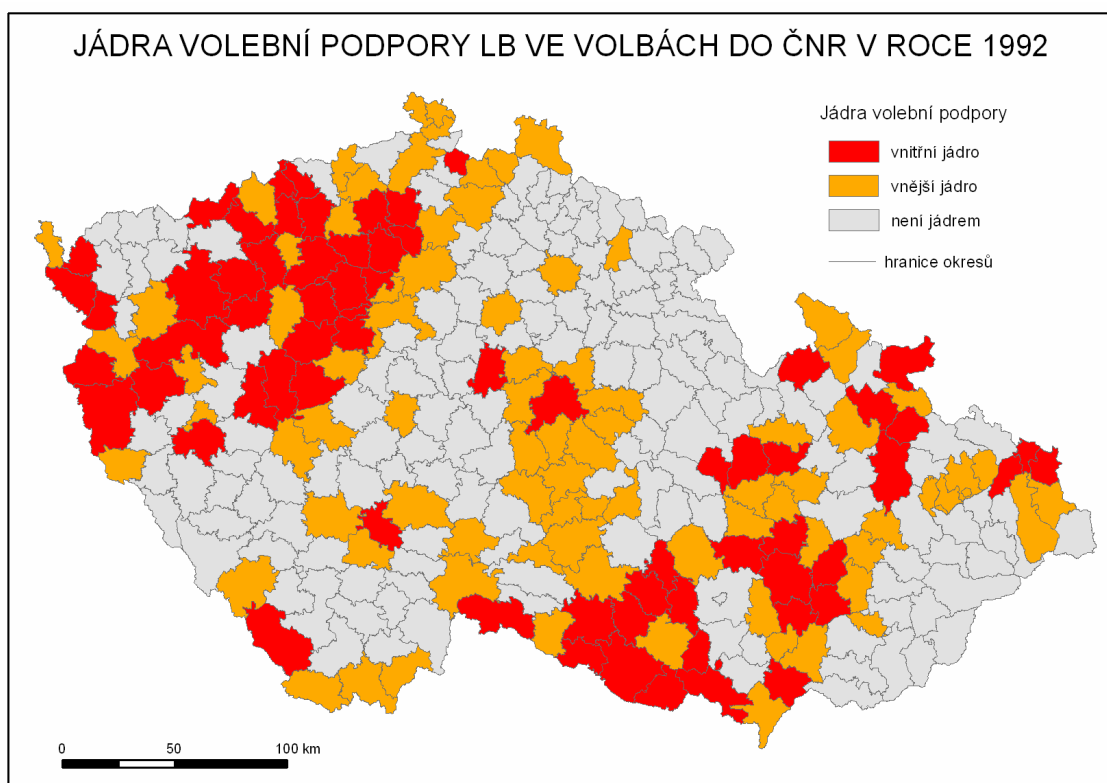 JÁDRA VOLEBNÍ PODPORY LB VE VOLBÁCH DO ČNR V ROCE 1992
Jádra volební podpory
vnitřní jádro
vnější jádro
není jádrem
hranice okresů
0 50 100 km